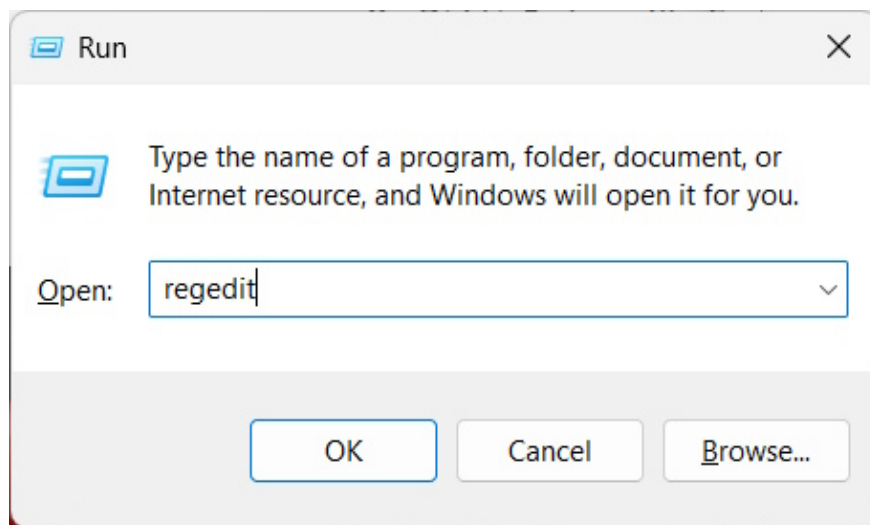 Run
Type the name of a program, folder, document, or
Internet resource, and Windows will open it for you.
Open: regedit
OK Cancel Browse...